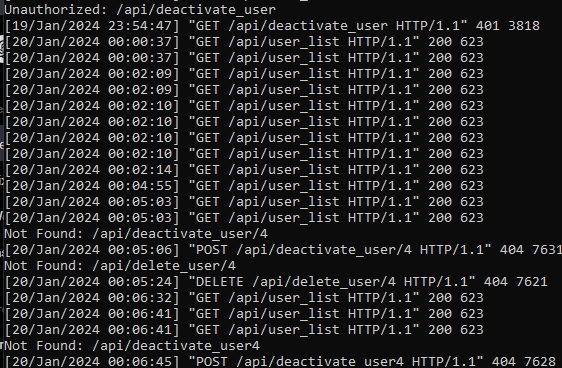 Unauthorized: /api/deactivate_user
[19/Jan/2024 23:54:47] "GET /api/deactivate_user HTTP/1.1" 401 3818
[20/Jan/2024 00:00:37] "GET /api/user_list HTTP/1.1" 200 623
[20/Jan/2024 00:00:37] "GET /api/user_list HTTP/1.1" 200 623
[20/Jan/2024 00:02:09] "GET /api/user_list HTTP/1.1" 200 623
[20/Jan/2024 00:02:09] "GET /api/user_list HTTP/1.1" 200 623
[20/Jan/2024 00:02:10] "GET /api/user_list HTTP/1.1" 200 623
[20/Jan/2024 00:02:10] "GET /api/user_list HTTP/1.1" 200 623
[20/Jan/2024 00:02:10] "GET /api/user_list HTTP/1.1" 200 623
[20/Jan/2024 00:02:10] "GET /api/user_list HTTP/1.1" 200 623
[20/Jan/2024 00:02:14] "GET /api/user_list HTTP/1.1" 200 623
[20/Jan/2024 00:04:55] "GET /api/user_list HTTP/1.1" 200 623
[20/Jan/2024 00:05:03] "GET /api/user_list HTTP/1.1" 200 623
[20/Jan/2024 00:05:03] "GET /api/user_list HTTP/1.1" 200 623
Not Found: /api/deactivate_user/4
[20/Jan/2024 00:05:06] "POST /api/deactivate_user/4 HTTP/1.1" 404 7631
Not Found: /api/delete_user/4
[20/Jan/2024 00:05:24] "DELETE /api/delete_user/4 HTTP/1.1" 404 7621
[20/Jan/2024 00:06:32] "GET /api/user_list HTTP/1.1" 200 623
[20/Jan/2024 00:06:41] "GET /api/user_list HTTP/1.1" 200 623
[20/Jan/2024 00:06:41] "GET /api/user_list HTTP/1.1" 200 623
Not Found: /api/deactivate_user4
[20/Jan/2024 00:06:45] "POST /api/deactivate_user4 HTTP/1.1" 404 7628